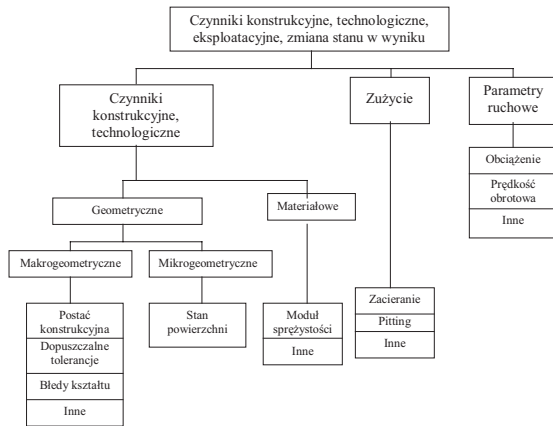 Czynniki konstrukcyjne, technologiczne,
eksploatacyjne, zmiana stanu w wyniku
Czynniki
konstrukcyjne,
technologiczne
Zużycie
Parametry
ruchowe
Obciążenie
Prędkość
obrotowa
Inne
Geometryczne
Materiałowe
Makrogeometryczne
Mikrogeometryczne
Postać
konstrukcyjna
Dopuszczalne
tolerancje
Błedy kształtu
Inne
Stan
powierzchni
Moduł
sprężystości
Inne
Zacieranie
Pitting
Inne